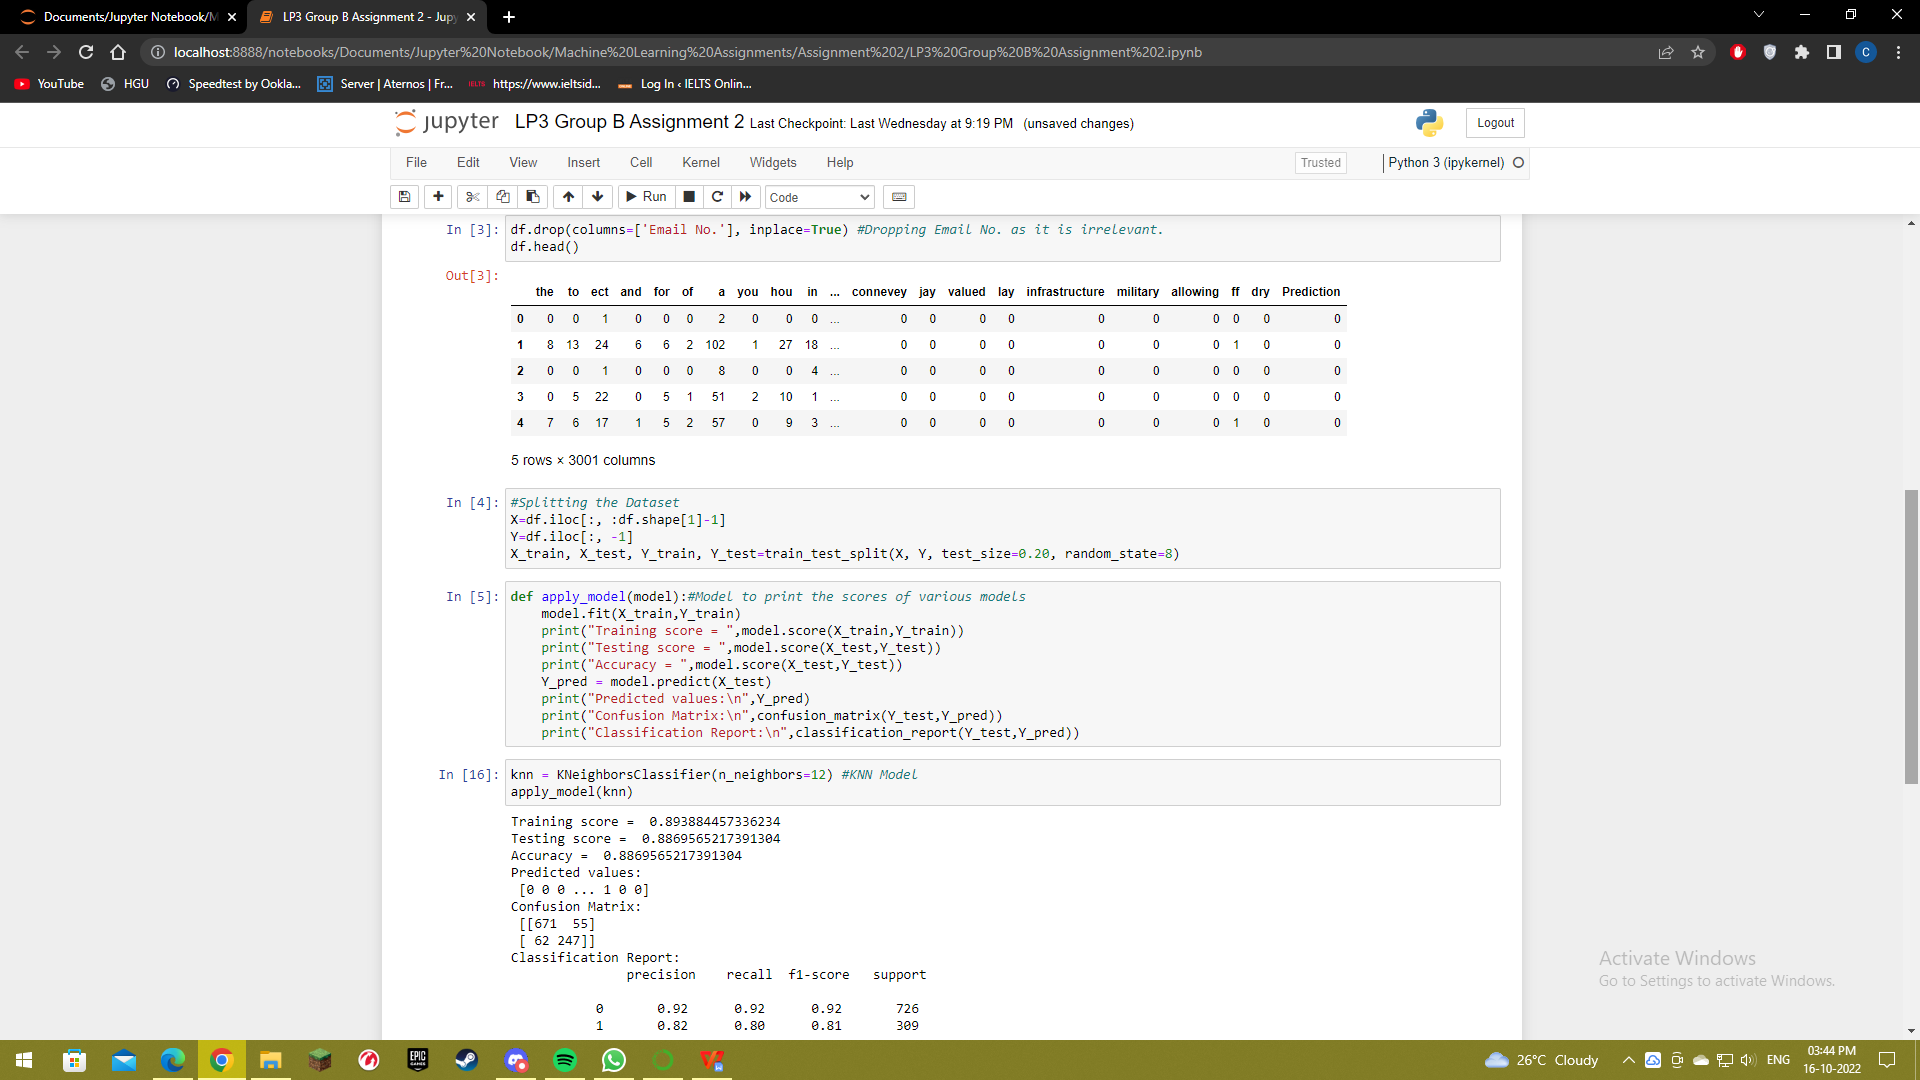 Documents/Jupyter Notebook/M
LP3 Group B Assignment 2 - Jupy
localhost:8888/notebooks/Documents/Jupyter%20Notebook/Machine%20Learning%20Assignments/Assignment%202/LP3%20Group%20B%20Assignment%202.ipynb
C
YouTube HGU Speedtest by Ookla... Server | Aternos | Fr... IELTS https://www.ieltsid... Log In ‹ IELTS Onlin...
jupyter LP3 Group B Assignment 2 Last Checkpoint: Last Wednesday at 9:19 PM (unsaved changes) Logout
File Edit View Insert Cell Kernel Widgets Help Trusted Python 3 (ipykernel)
Run Code
In [3]: df.drop(columns=['Email No.'], inplace=True) #Dropping Email No. as it is irrelevant.
df.head()
Out[3]:
the to ect and for of a you hou in ... connevey jay valued lay infrastructure military allowing ff dry Prediction
0 0 0 1 0 0 0 2 0 0 0 ... 0 0 0 0 0 0 0 0 0 0
1 8 13 24 6 6 2 102 1 27 18 ... 0 0 0 0 0 0 0 1 0 0
2 0 0 1 0 0 0 8 0 0 4 ... 0 0 0 0 0 0 0 0 0 0
3 0 5 22 0 5 1 51 2 10 1 ... 0 0 0 0 0 0 0 0 0 0
4 7 6 17 1 5 2 57 0 9 3 ... 0 0 0 0 0 0 0 1 0 0
5 rows × 3001 columns
In [4]: #Splitting the Dataset
X=df.iloc[:, :df.shape[1]-1]
Y=df.iloc[:, -1]
X_train, X_test, Y_train, Y_test=train_test_split(X, Y, test_size=0.20, random_state=8)
In [5]: def apply_model(model):#Model to print the scores of various models
model.fit(X_train,Y_train)
print("Training score = ",model.score(X_train,Y_train))
print("Testing score = ",model.score(X_test,Y_test))
print("Accuracy = ",model.score(X_test,Y_test))
Y_pred = model.predict(X_test)
print("Predicted values:\n",Y_pred)
print("Confusion Matrix:\n",confusion_matrix(Y_test,Y_pred))
print("Classification Report:\n",classification_report(Y_test,Y_pred))
In [16]: knn = KNeighborsClassifier(n_neighbors=12) #KNN Model
apply_model(knn)
Training score =  0.893884457336234
Testing score =  0.8869565217391304
Accuracy =  0.8869565217391304
Predicted values:
[0 0 0 ... 1 0 0]
Confusion Matrix:
[[671  55]
[ 62 247]]
Classification Report:
precision recall f1-score support
0 0.92 0.92 0.92 726
1 0.82 0.80 0.81 309
Activate Windows
Go to Settings to activate Windows.
EPIC GAMES
26°C Cloudy ENG 03:44 PM
16-10-2022